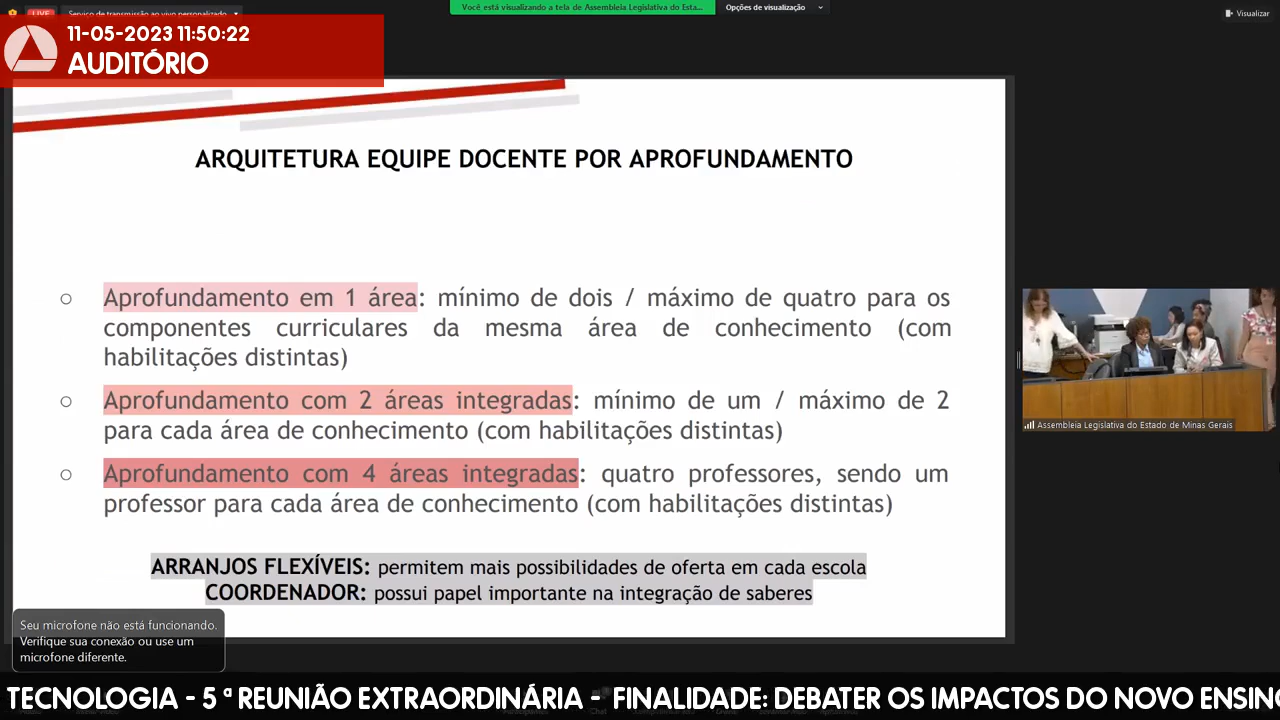 LIVE
Serviço de transmissão ao vivo personalizado
Você está visualizando a tela de Assembleia Legislativa do Esta...
Opções de visualização
Visualizar
11-05-2023 11:50:22
AUDITÓRIO
ARQUITETURA EQUIPE DOCENTE POR APROFUNDAMENTO
Aprofundamento em 1 área: mínimo de dois / máximo de quatro para os
componentes curriculares da mesma área de conhecimento (com
habilitações distintas)
Aprofundamento com 2 áreas integradas: mínimo de um / máximo de 2
para cada área de conhecimento (com habilitações distintas)
Aprofundamento com 4 áreas integradas: quatro professores, sendo um
professor para cada área de conhecimento (com habilitações distintas)
ARRANJOS FLEXÍVEIS: permitem mais possibilidades de oferta em cada escola
COORDENADOR: possui papel importante na integração de saberes
Assembleia Legislativa do Estado de Minas Gerais
Seu microfone não está funcionando.
Verifique sua conexão ou use um
microfone diferente.
TECNOLOGIA - 5 ª REUNIÃO EXTRAORDINÁRIA - FINALIDADE: DEBATER OS IMPACTOS DO NOVO ENSINO